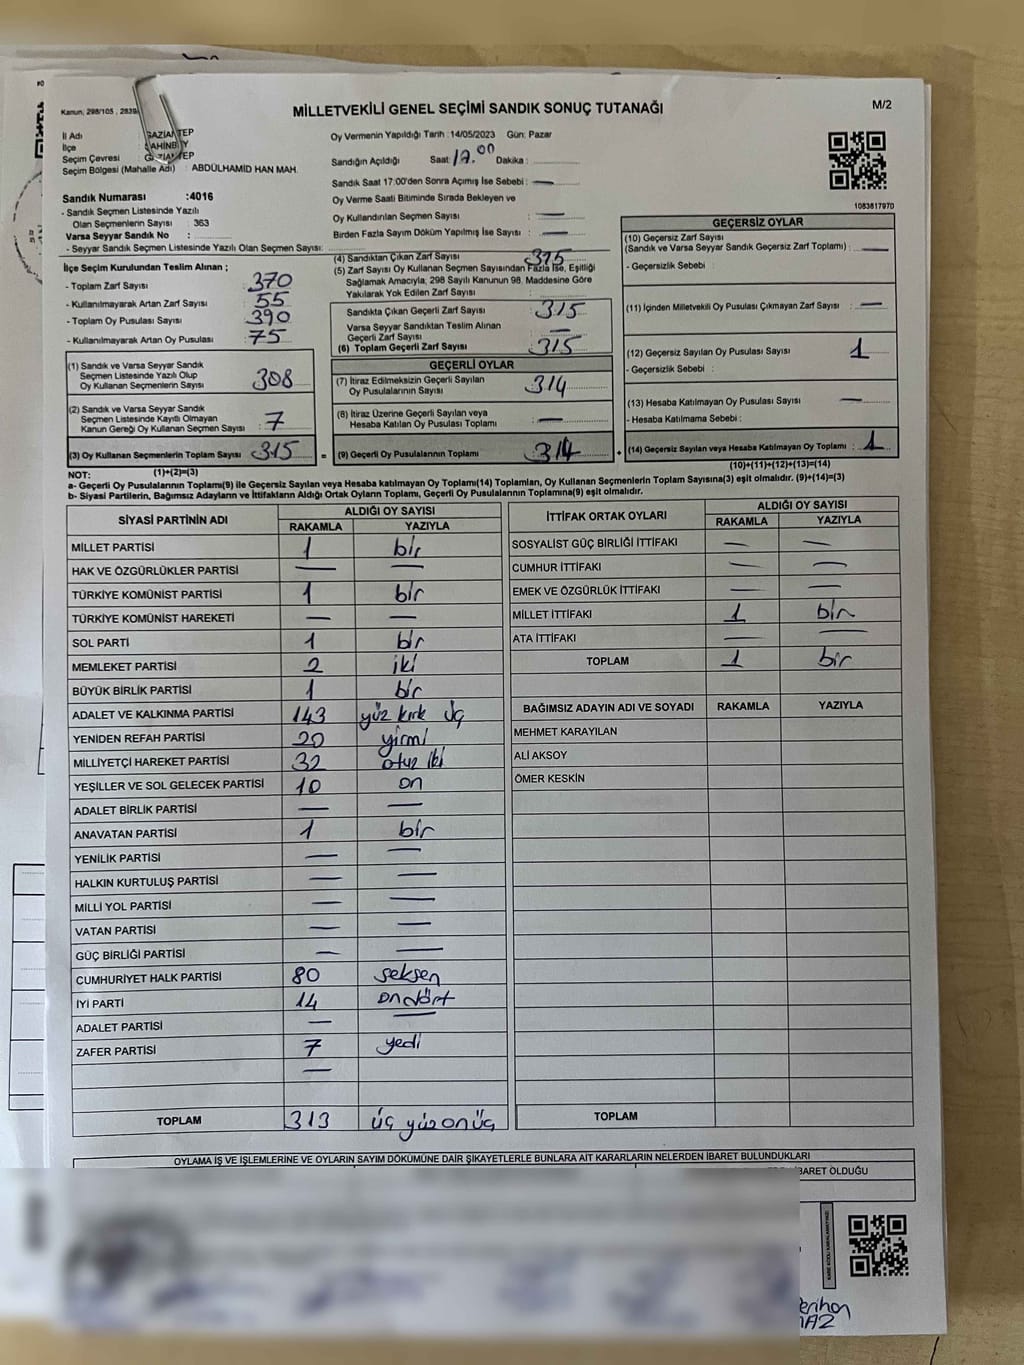 Kanun; 298/105 , 2839
MİLLETVEKİLİ GENEL SEÇİMİ SANDIK SONUÇ TUTANAĞI
M/2
İl Adı GAZİANTEP
İlçe ŞAHİNBEY
Seçim Çevresi GAZİANTEP
Seçim Bölgesi (Mahalle Adı) : ABDÜLHAMİD HAN MAH.
Sandık Numarası :4016
- Sandık Seçmen Listesinde Yazılı
Olan Seçmenlerin Sayısı : 363
Varsa Seyyar Sandık No :
- Seyyar Sandık Seçmen Listesinde Yazılı Olan Seçmen Sayısı:
Oy Vermenin Yapıldığı Tarih : 14/05/2023 Gün: Pazar
Sandığın Açıldığı Saat : 17.00 Dakika :
Sandık Saat 17:00'den Sonra Açımış İse Sebebi : —
Oy Verme Saati Bitiminde Sırada Bekleyen ve
Oy Kullandırılan Seçmen Sayısı : —
Birden Fazla Sayım Döküm Yapılmış İse Sayısı : —
1083817970
İlçe Seçim Kurulundan Teslim Alınan ;
- Toplam Zarf Sayısı : 370
- Kullanılmayarak Artan Zarf Sayısı : 55
- Toplam Oy Pusulası Sayısı : 390
- Kullanılmayarak Artan Oy Pusulası : 75
(4) Sandıktan Çıkan Zarf Sayısı : 315
(5) Zarf Sayısı Oy Kullanan Seçmen Sayısından Fazla İse, Eşitliği
Sağlamak Amacıyla, 298 Sayılı Kanunun 98. Maddesine Göre
Yakılarak Yok Edilen Zarf Sayısı :
Sandıkta Çıkan Geçerli Zarf Sayısı : 315
Varsa Seyyar Sandıktan Teslim Alınan
Geçerli Zarf Sayısı : —
(6) Toplam Geçerli Zarf Sayısı : 315
GEÇERSİZ OYLAR
(10) Geçersiz Zarf Sayısı
(Sandık ve Varsa Seyyar Sandık Geçersiz Zarf Toplamı) : —
- Geçersizlik Sebebi :
(11) İçinden Milletvekili Oy Pusulası Çıkmayan Zarf Sayısı : —
(12) Geçersiz Sayılan Oy Pusulası Sayısı : 1
- Geçersizlik Sebebi :
(13) Hesaba Katılmayan Oy Pusulası Sayısı : —
- Hesaba Katılmama Sebebi :
(14) Geçersiz Sayılan veya Hesaba Katılmayan Oy Toplamı : 1
(10)+(11)+(12)+(13)=(14)
(1) Sandık ve Varsa Seyyar Sandık
Seçmen Listesinde Yazılı Olup
Oy Kullanan Seçmenlerin Sayısı : 308
(2) Sandık ve Varsa Seyyar Sandık
Seçmen Listesinde Kayıtlı Olmayan
Kanun Gereği Oy Kullanan Seçmen Sayısı : 7
(3) Oy Kullanan Seçmenlerin Toplam Sayısı : 315 =
(1)+(2)=(3)
GEÇERLİ OYLAR
(7) İtiraz Edilmeksizin Geçerli Sayılan
Oy Pusulalarının Sayısı : 314
(8) İtiraz Üzerine Geçerli Sayılan veya
Hesaba Katılan Oy Pusulası Toplamı : —
(9) Geçerli Oy Pusulalarının Toplamı : 314 +
NOT:
a- Geçerli Oy Pusulalarının Toplamı(9) ile Geçersiz Sayılan veya Hesaba katılmayan Oy Toplamı(14) Toplamları, Oy Kullanan Seçmenlerin Toplam Sayısına(3) eşit olmalıdır. (9)+(14)=(3)
b- Siyasi Partilerin, Bağımsız Adayların ve İttifakların Aldığı Ortak Oyların Toplamı, Geçerli Oy Pusulalarının Toplamına(9) eşit olmalıdır.
SİYASİ PARTİNİN ADI ALDIĞI OY SAYISI
RAKAMLA YAZIYLA
MİLLET PARTİSİ 1 bir
HAK VE ÖZGÜRLÜKLER PARTİSİ — —
TÜRKİYE KOMÜNİST PARTİSİ 1 bir
TÜRKİYE KOMÜNİST HAREKETİ — —
SOL PARTİ 1 bir
MEMLEKET PARTİSİ 2 iki
BÜYÜK BİRLİK PARTİSİ 1 bir
ADALET VE KALKINMA PARTİSİ 143 yüz kırk üç
YENİDEN REFAH PARTİSİ 20 yirmi
MİLLİYETÇİ HAREKET PARTİSİ 32 otuz iki
YEŞİLLER VE SOL GELECEK PARTİSİ 10 on
ADALET BİRLİK PARTİSİ — —
ANAVATAN PARTİSİ 1 bir
YENİLİK PARTİSİ — —
HALKIN KURTULUŞ PARTİSİ — —
MİLLİ YOL PARTİSİ — —
VATAN PARTİSİ — —
GÜÇ BİRLİĞİ PARTİSİ — —
CUMHURİYET HALK PARTİSİ 80 seksen
İYİ PARTİ 14 on dört
ADALET PARTİSİ — —
ZAFER PARTİSİ 7 yedi
—
TOPLAM 313 üç yüz on üç
İTTİFAK ORTAK OYLARI ALDIĞI OY SAYISI
RAKAMLA YAZIYLA
SOSYALİST GÜÇ BİRLİĞİ İTTİFAKI — —
CUMHUR İTTİFAKI — —
EMEK VE ÖZGÜRLÜK İTTİFAKI — —
MİLLET İTTİFAKI 1 bir
ATA İTTİFAKI — —
TOPLAM 1 bir
BAĞIMSIZ ADAYIN ADI VE SOYADI RAKAMLA YAZIYLA
MEHMET KARAYILAN
ALİ AKSOY
ÖMER KESKİN
TOPLAM
OYLAMA İŞ VE İŞLEMLERİNE VE OYLARIN SAYIM DÖKÜMÜNE DAİR ŞİKAYETLERLE BUNLARA AİT KARARLARIN NELERDEN İBARET BULUNDUKLARI
İBARET OLDUĞU